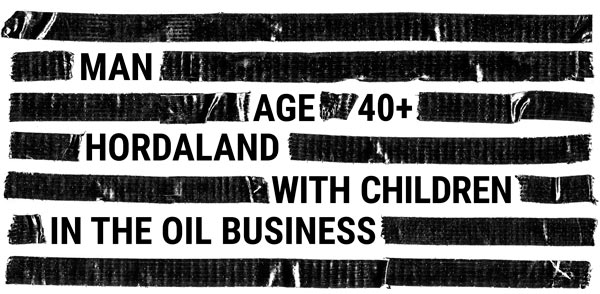 MAN
AGE 40+
HORDALAND
WITH CHILDREN
IN THE OIL BUSINESS